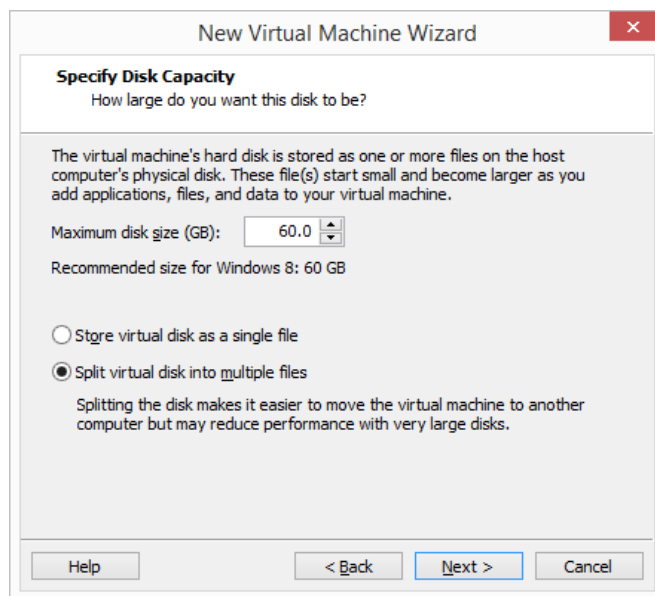 New Virtual Machine Wizard
Specify Disk Capacity
How large do you want this disk to be?
The virtual machine's hard disk is stored as one or more files on the host
computer's physical disk. These file(s) start small and become larger as you
add applications, files, and data to your virtual machine.
Maximum disk size (GB): 60.0
Recommended size for Windows 8: 60 GB
Store virtual disk as a single file
Split virtual disk into multiple files
Splitting the disk makes it easier to move the virtual machine to another
computer but may reduce performance with very large disks.
Help < Back Next > Cancel